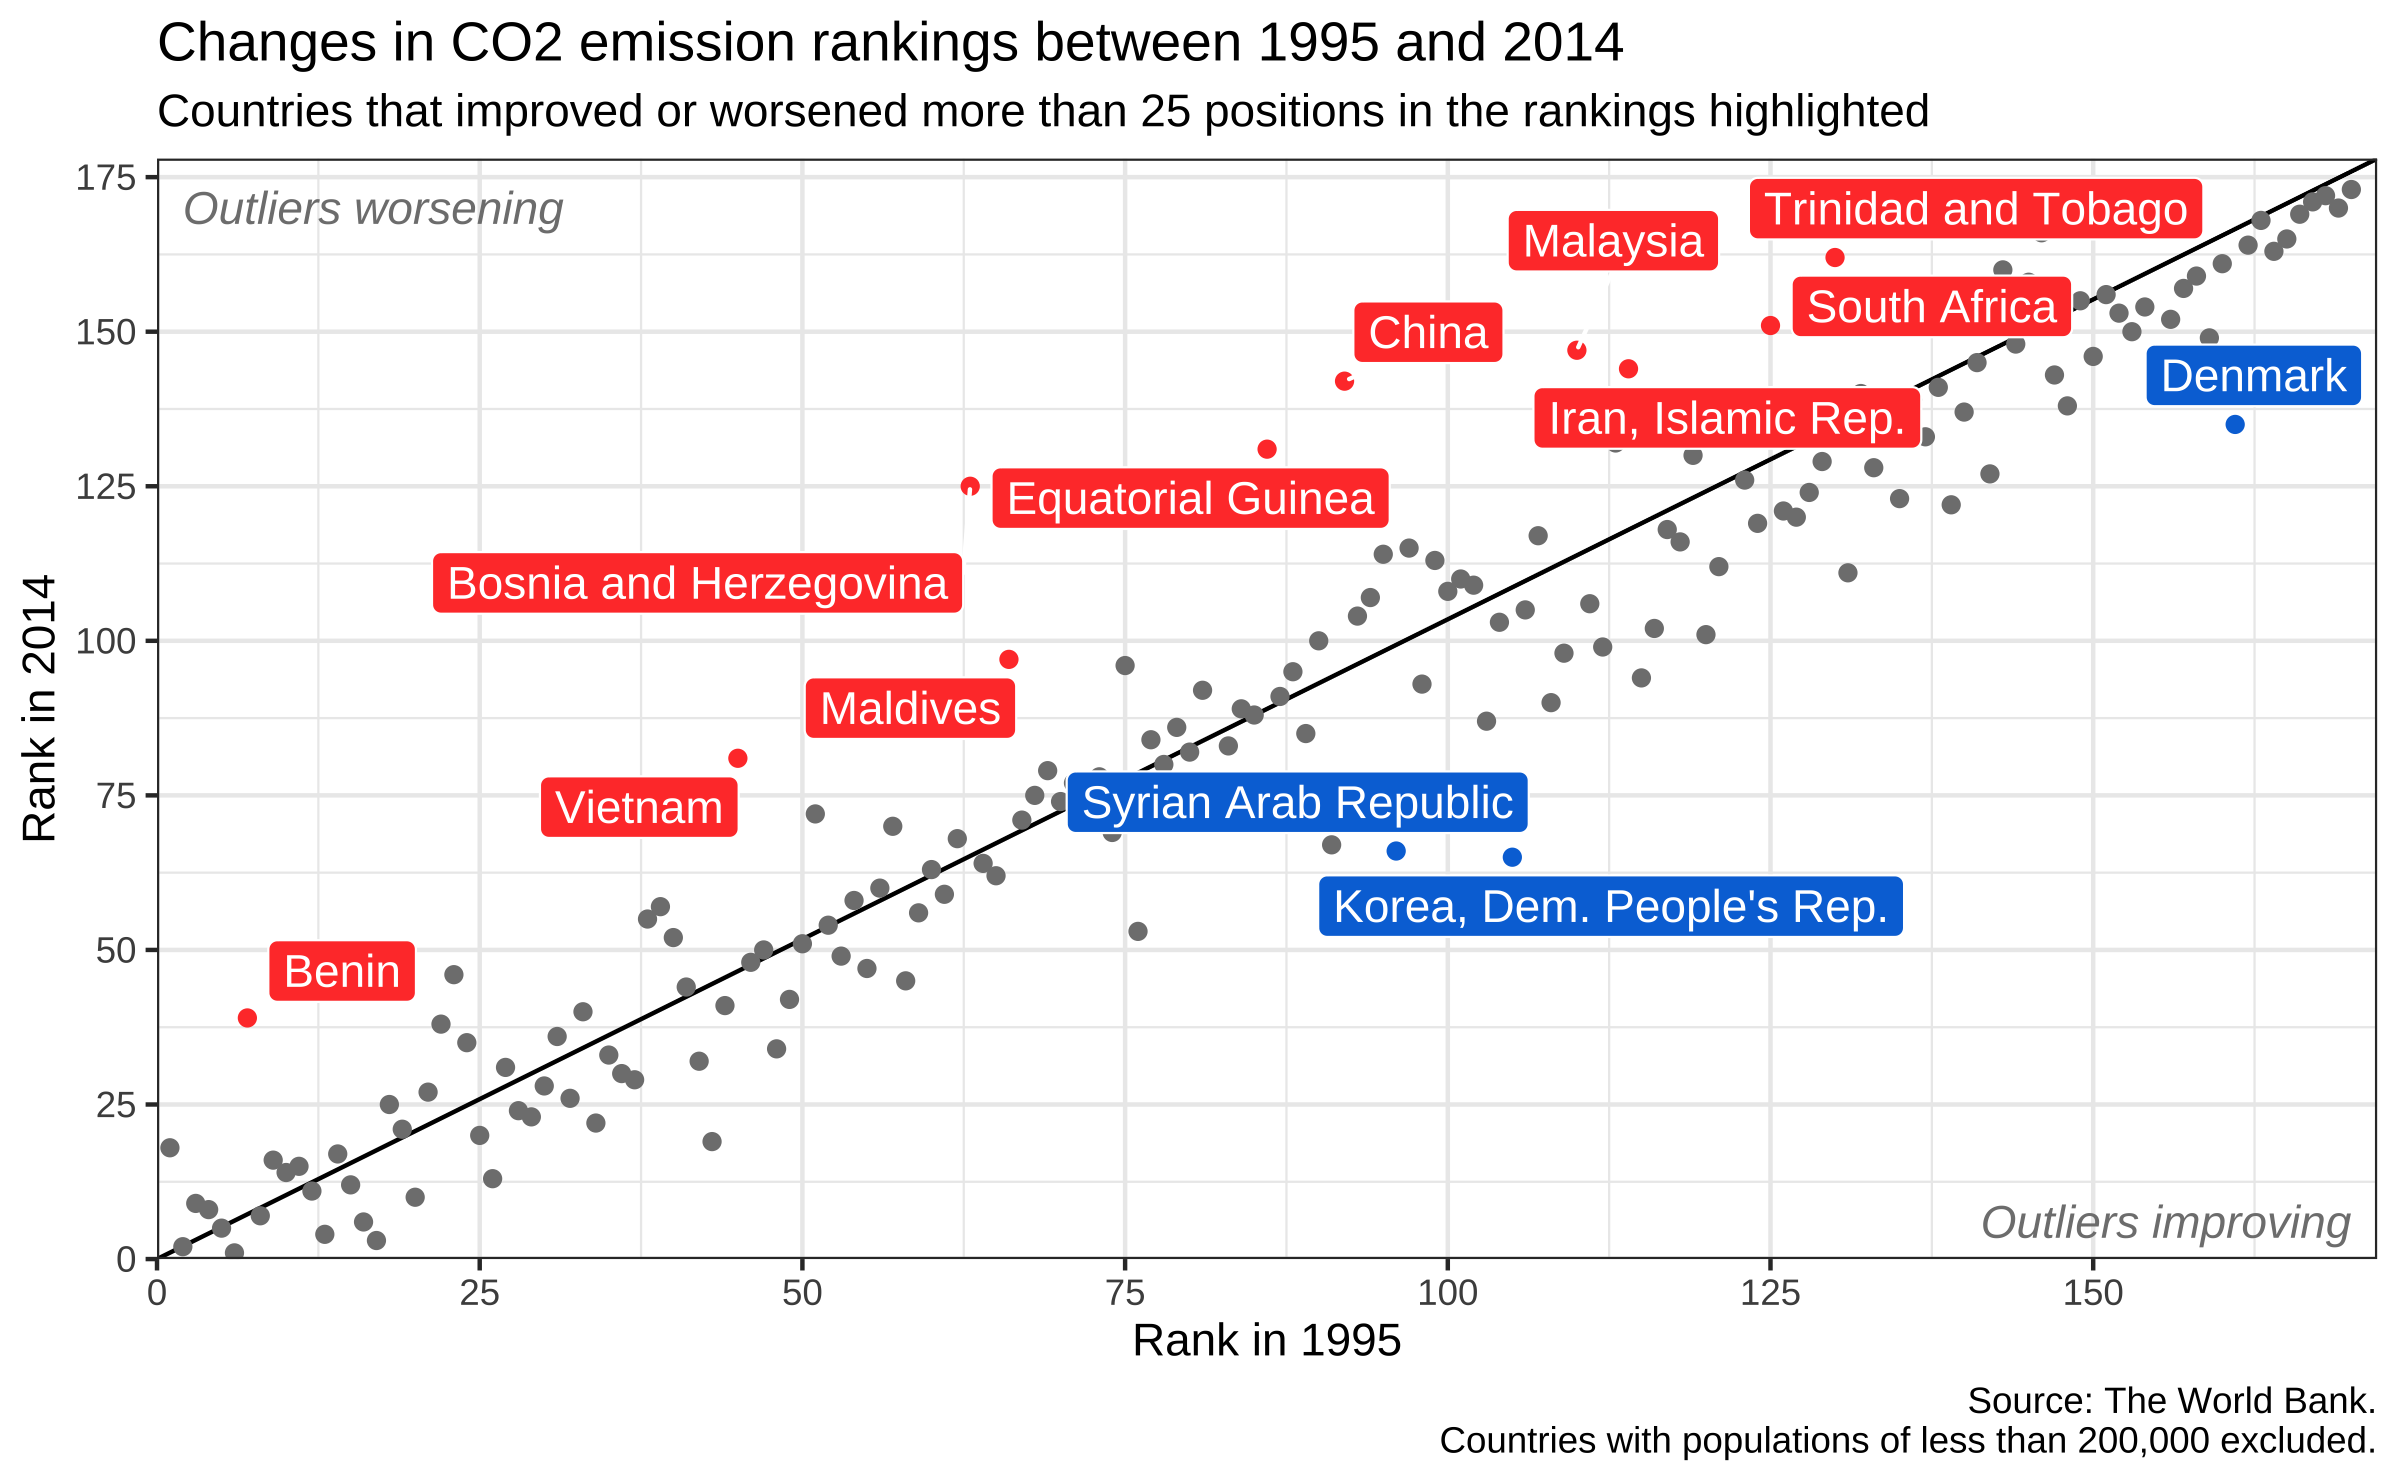 Changes in CO2 emission rankings between 1995 and 2014
Countries that improved or worsened more than 25 positions in the rankings highlighted
175
150
125
100
75
50
25
0
Rank in 2014
Outliers worsening
Trinidad and Tobago
Malaysia
South Africa
China
Denmark
Iran, Islamic Rep.
Equatorial Guinea
Bosnia and Herzegovina
Maldives
Vietnam
Syrian Arab Republic
Korea, Dem. People's Rep.
Benin
Outliers improving
0
25
50
75
100
125
150
Rank in 1995
Source: The World Bank.
Countries with populations of less than 200,000 excluded.